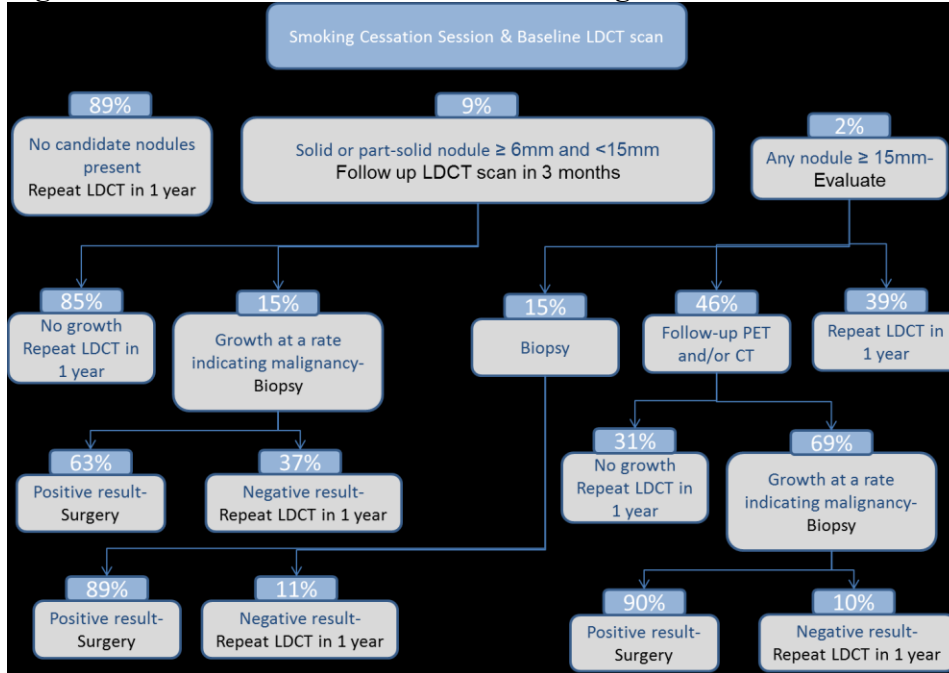 Smoking Cessation Session & Baseline LDCT scan
89%
No candidate nodules
present
Repeat LDCT in 1 year
9%
Solid or part-solid nodule ≥ 6mm and <15mm
Follow up LDCT scan in 3 months
2%
Any nodule ≥ 15mm-
Evaluate
85%
No growth
Repeat LDCT in
1 year
15%
Growth at a rate
indicating malignancy-
Biopsy
15%
Biopsy
46%
Follow-up PET
and/or CT
39%
Repeat LDCT in
1 year
63%
Positive result-
Surgery
37%
Negative result-
Repeat LDCT in 1 year
31%
No growth
Repeat LDCT in
1 year
69%
Growth at a rate
indicating malignancy-
Biopsy
89%
Positive result-
Surgery
11%
Negative result-
Repeat LDCT in 1 year
90%
Positive result-
Surgery
10%
Negative result-
Repeat LDCT in 1 year